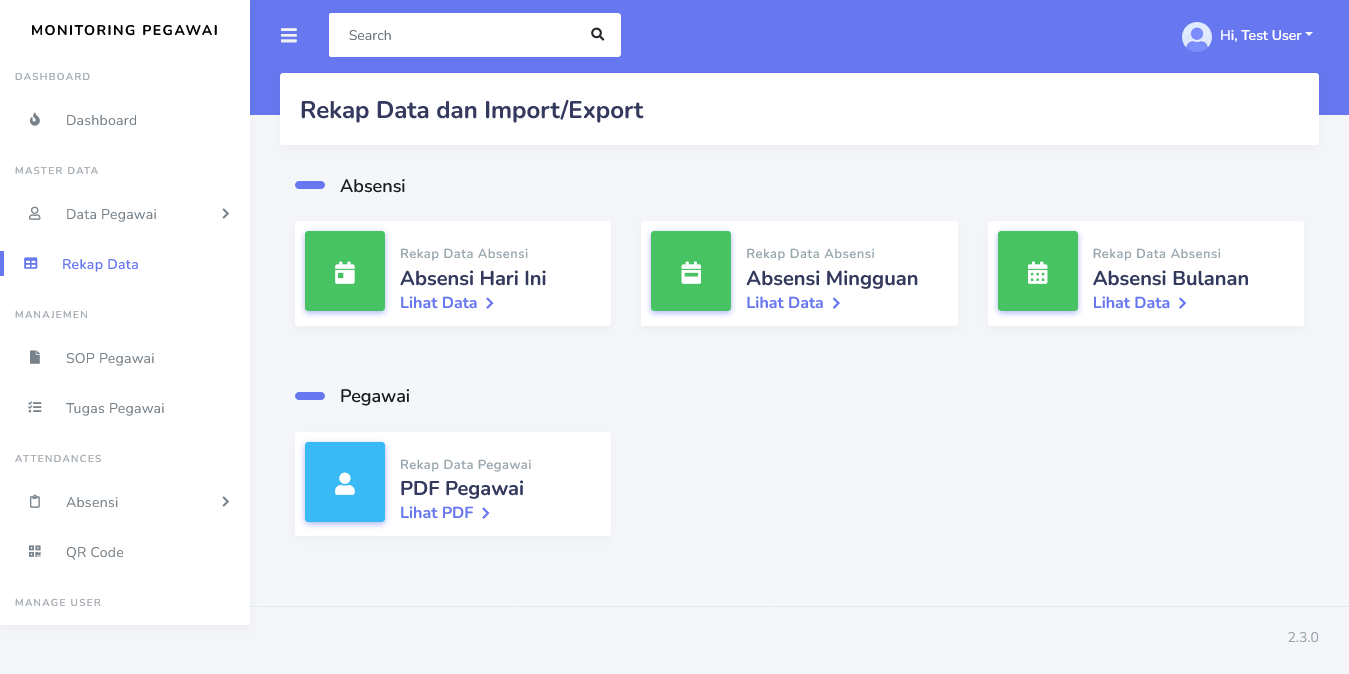 MONITORING PEGAWAI
DASHBOARD
Dashboard
MASTER DATA
Data Pegawai
Rekap Data
MANAJEMEN
SOP Pegawai
Tugas Pegawai
ATTENDANCES
Absensi
QR Code
MANAGE USER
Search
Hi, Test User
Rekap Data dan Import/Export
Absensi
Rekap Data Absensi
Absensi Hari Ini
Lihat Data
Rekap Data Absensi
Absensi Mingguan
Lihat Data
Rekap Data Absensi
Absensi Bulanan
Lihat Data
Pegawai
Rekap Data Pegawai
PDF Pegawai
Lihat PDF
2.3.0